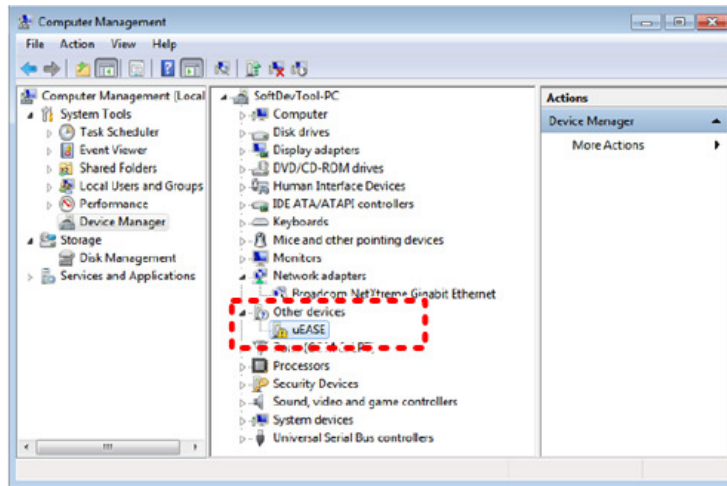 Computer Management
File Action View Help
Computer Management (Local
System Tools
Task Scheduler
Event Viewer
Shared Folders
Local Users and Groups
Performance
Device Manager
Storage
Disk Management
Services and Applications
SoftDevTool-PC
Computer
Disk drives
Display adapters
DVD/CD-ROM drives
Human Interface Devices
IDE ATA/ATAPI controllers
Keyboards
Mice and other pointing devices
Monitors
Network adapters
Broadcom NetXtreme Gigabit Ethernet
Other devices
uEASE
Processors
Security Devices
Sound, video and game controllers
System devices
Universal Serial Bus controllers
Actions
Device Manager
More Actions